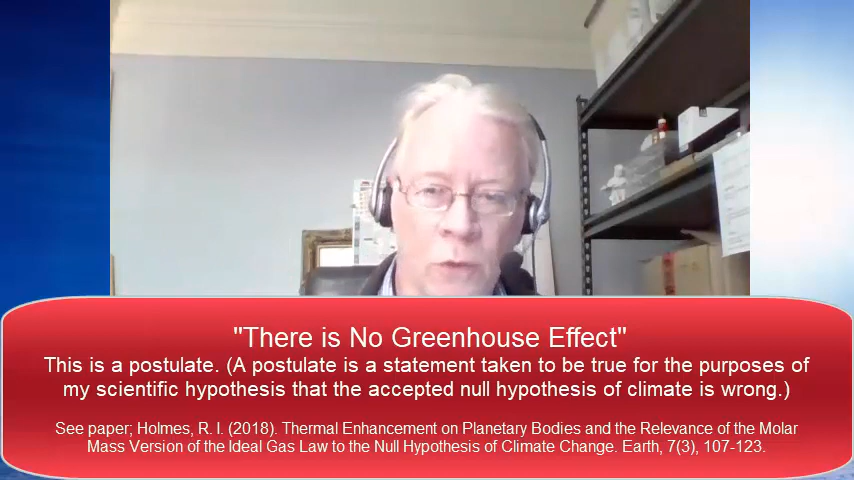 "There is No Greenhouse Effect"
This is a postulate. (A postulate is a statement taken to be true for the purposes of
my scientific hypothesis that the accepted null hypothesis of climate is wrong.)
See paper; Holmes, R. I. (2018). Thermal Enhancement on Planetary Bodies and the Relevance of the Molar
Mass Version of the Ideal Gas Law to the Null Hypothesis of Climate Change. Earth, 7(3), 107-123.